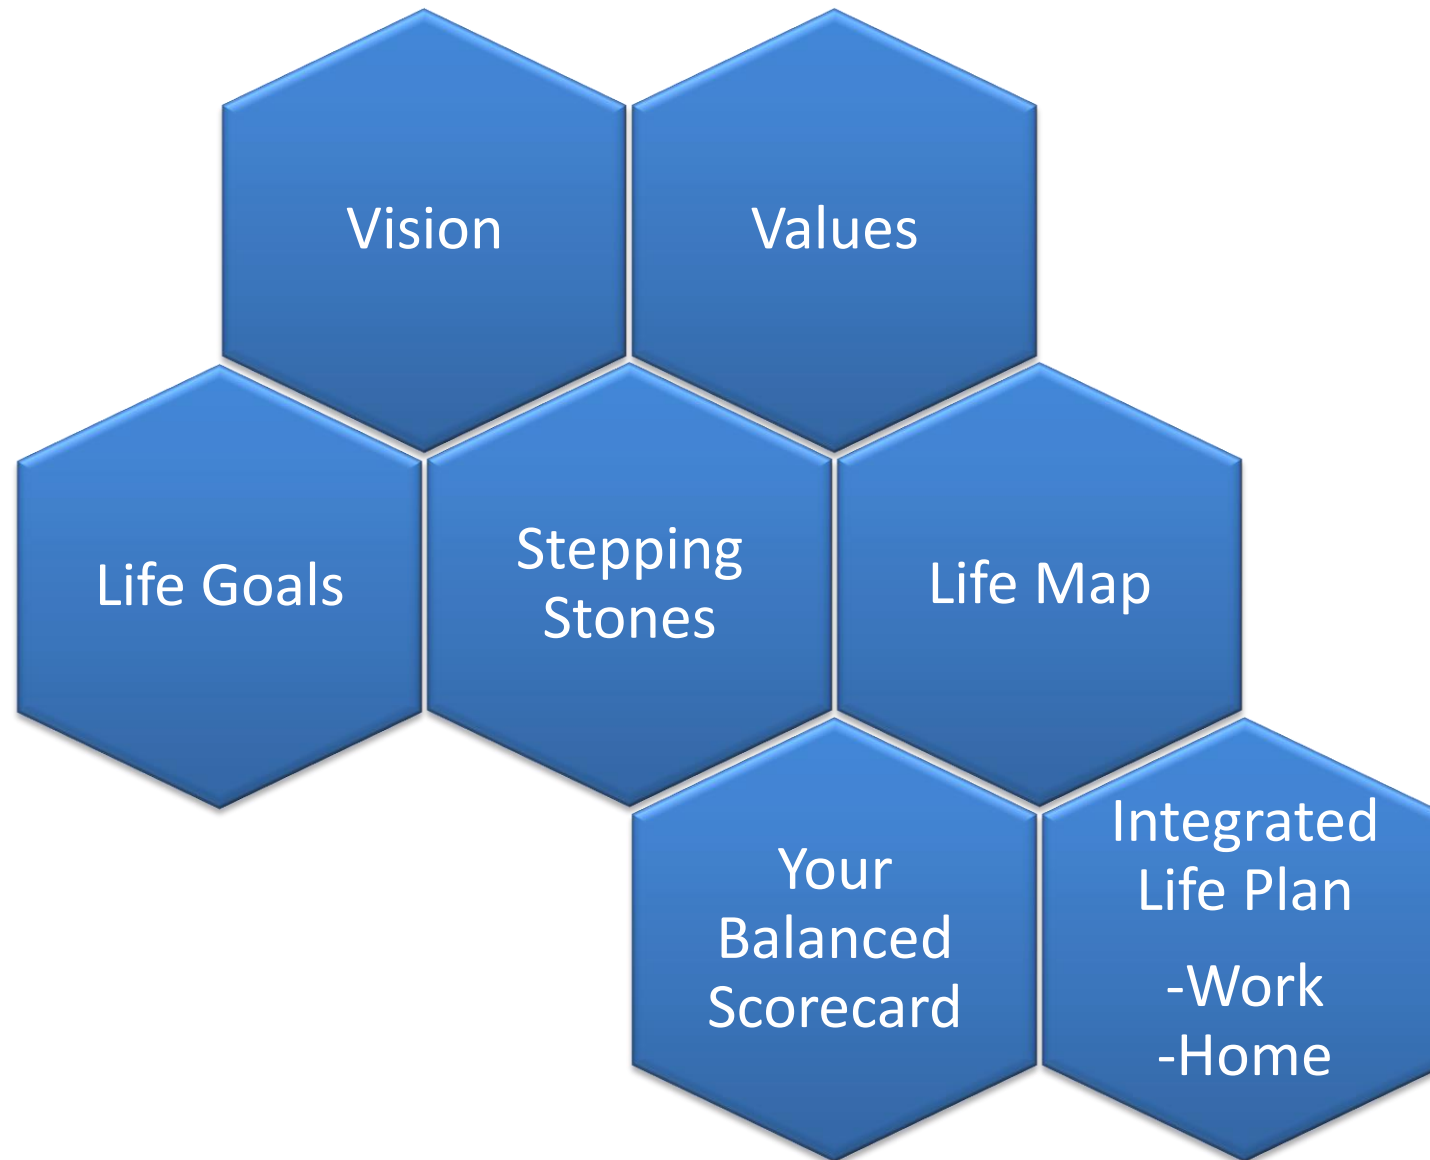 Vision
Values
Life Goals
Stepping
Stones
Life Map
Your
Balanced
Scorecard
Integrated
Life Plan
-Work
-Home